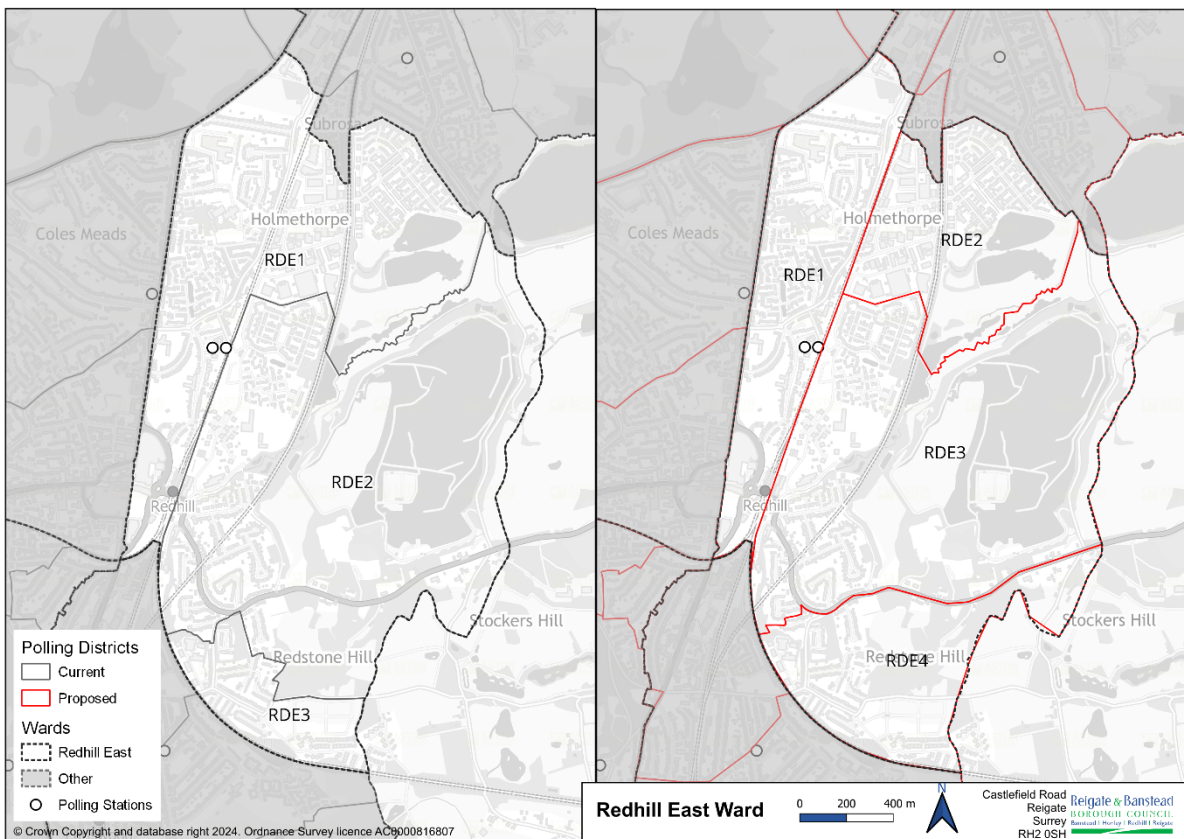 Subrosa
Holmethorpe
Coles Meads
RDE1
RDE2
Redhill
Stockers Hill
Redstone Hill
RDE3
Polling Districts
Current
Proposed
Wards
Redhill East
Other
Polling Stations
© Crown Copyright and database right 2024. Ordnance Survey licence AC0000816807
Subrosa
Holmethorpe
RDE2
Coles Meads
RDE1
RDE3
Redhill
Stockers Hill
Redstone Hill
RDE4
Redhill East Ward
0 200 400 m
N
Castlefield Road
Reigate
Surrey
RH2 0SH
Reigate & Banstead
BOROUGH COUNCIL
Banstead | Horley | Redhill | Reigate